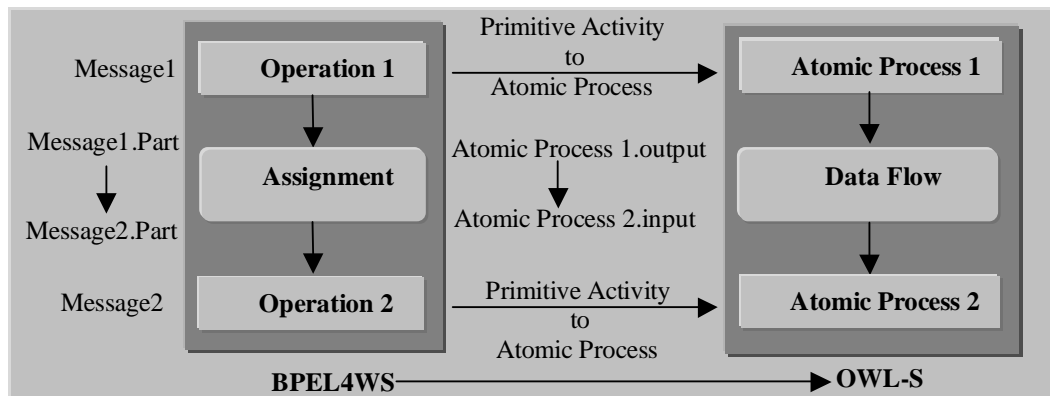 Message1
Message1.Part
Message2.Part
Message2
Operation 1
Assignment
Operation 2
Primitive Activity
to
Atomic Process
Atomic Process 1.output
Atomic Process 2.input
Primitive Activity
to
Atomic Process
Atomic Process 1
Data Flow
Atomic Process 2
BPEL4WS
OWL-S